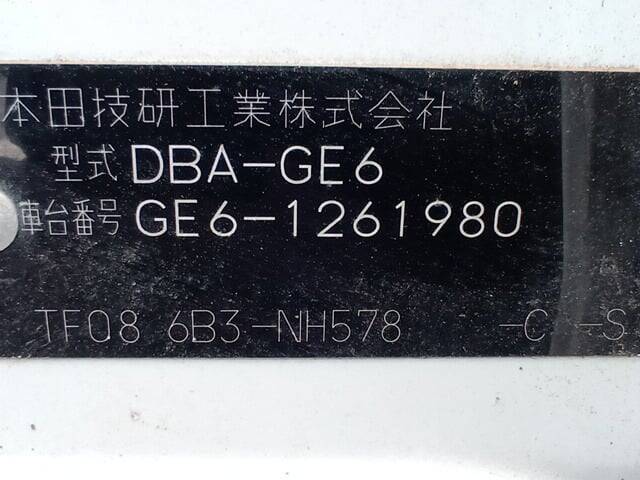 本田技研工業株式会社
型式 DBA-GE6
車台番号 GE6-1261980
TF08 6B3-NH578 -C -S